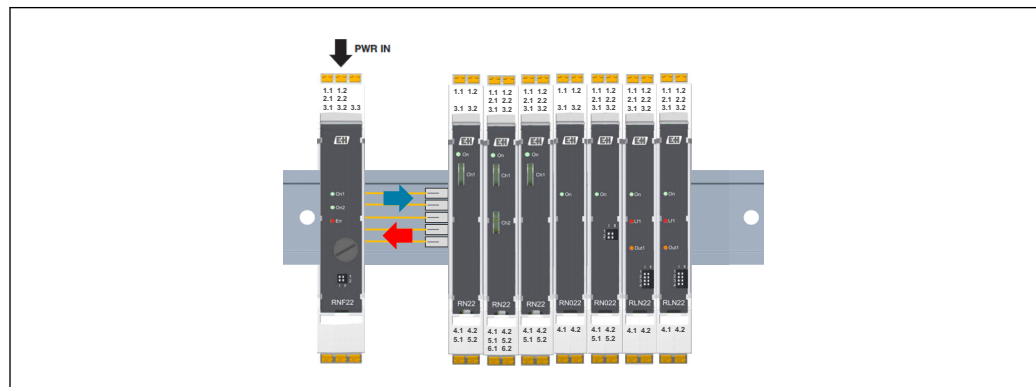 PWR IN
1.1 1.2
2.1 2.2
3.1 3.2 3.3
E+H
On1
On2
Err
RNF22
1.1 1.2
3.1 3.2
E+H
On
Ch1
RN22
4.1 4.2
5.1 5.2
1.1 1.2
2.1 2.2
3.1 3.2
E+H
On
Ch1
Ch2
RN22
4.1 4.2
5.1 5.2
6.1 6.2
1.1 1.2
2.1 2.2
3.1 3.2
E+H
On
Ch1
RN22
4.1 4.2
5.1 5.2
1.1 1.2
3.1 3.2
E+H
On
RNO22
4.1 4.2
1.1 1.2
2.1 2.2
3.1 3.2
E+H
On
RNO22
4.1 4.2
5.1 5.2
1.1 1.2
2.1 2.2
3.1 3.2
E+H
On
Lf1
Out1
RLN22
4.1 4.2
1.1 1.2
2.1 2.2
3.1 3.2
E+H
On
Lf1
Out1
RLN22
4.1 4.2